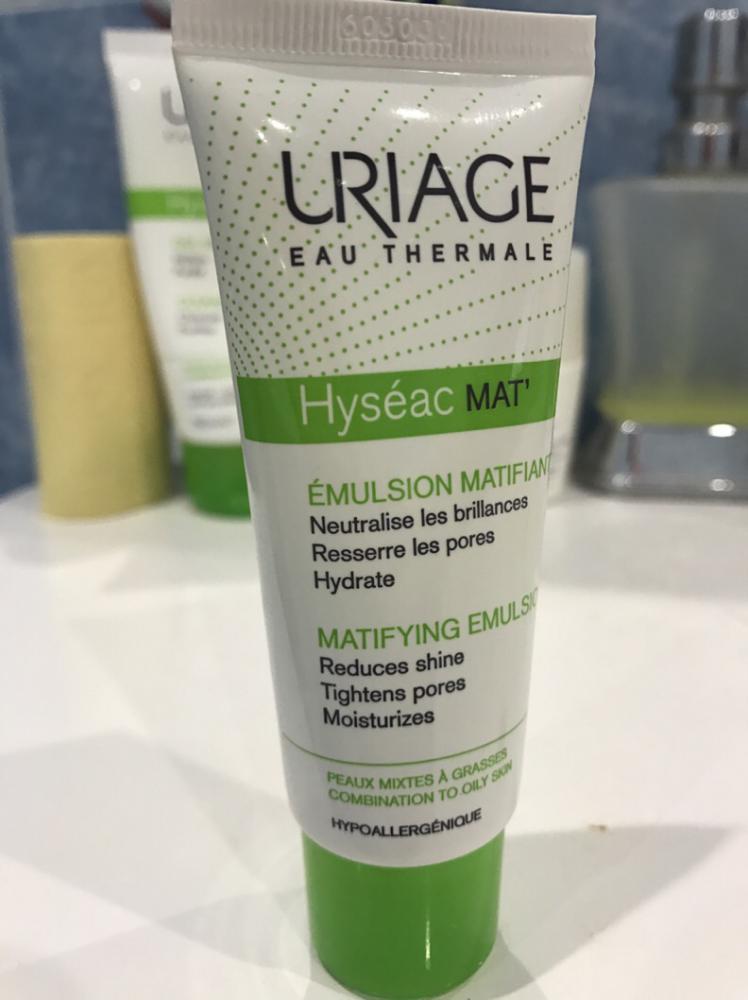 URIAGE
EAU THERMALE
Hyséac MAT'
ÉMULSION MATIFIANT
Neutralise les brillances
Resserre les pores
Hydrate
MATIFYING EMULSIO
Reduces shine
Tightens pores
Moisturizes
PEAUX MIXTES À GRASSES
COMBINATION TO OILY SKIN
HYPOALLERGÉNIQUE